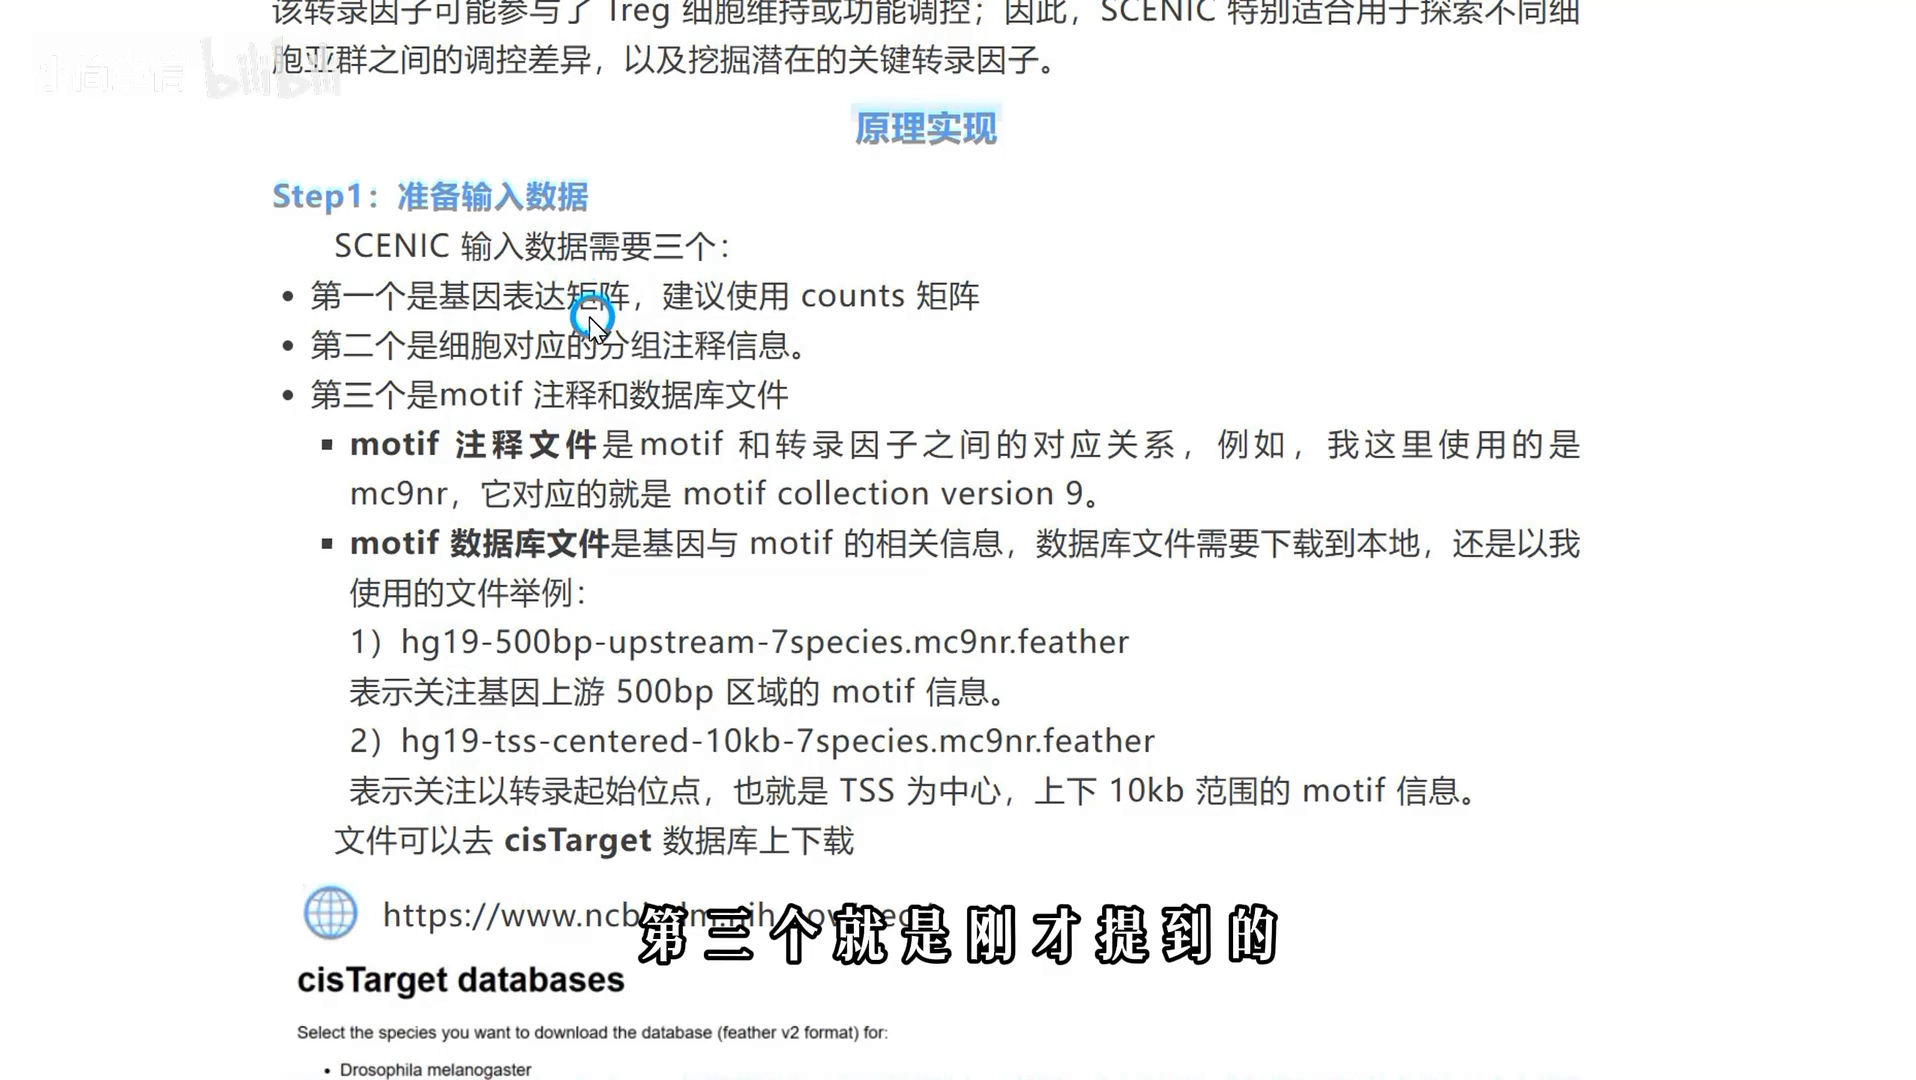 该转录因子可能参与了 Treg 细胞维持或功能调控；因此，SCENIC 特别适合用于探索不同细
胞亚群之间的调控差异，以及挖掘潜在的关键转录因子。
bilibili
原理实现
Step1：准备输入数据
SCENIC 输入数据需要三个：
• 第一个是基因表达矩阵，建议使用 counts 矩阵
• 第二个是细胞对应的分组注释信息。
• 第三个是motif 注释和数据库文件
▪ motif 注释文件是motif 和转录因子之间的对应关系，例如，我这里使用的是
mc9nr，它对应的就是 motif collection version 9。
▪ motif 数据库文件是基因与 motif 的相关信息，数据库文件需要下载到本地，还是以我
使用的文件举例：
1）hg19-500bp-upstream-7species.mc9nr.feather
表示关注基因上游 500bp 区域的 motif 信息。
2）hg19-tss-centered-10kb-7species.mc9nr.feather
表示关注以转录起始位点，也就是 TSS 为中心，上下 10kb 范围的 motif 信息。
文件可以去 cisTarget 数据库上下载
https://www.ncbi
第三个就是刚才提到的
cisTarget databases
Select the species you want to download the database (feather v2 format) for:
• Drosophila melanogaster